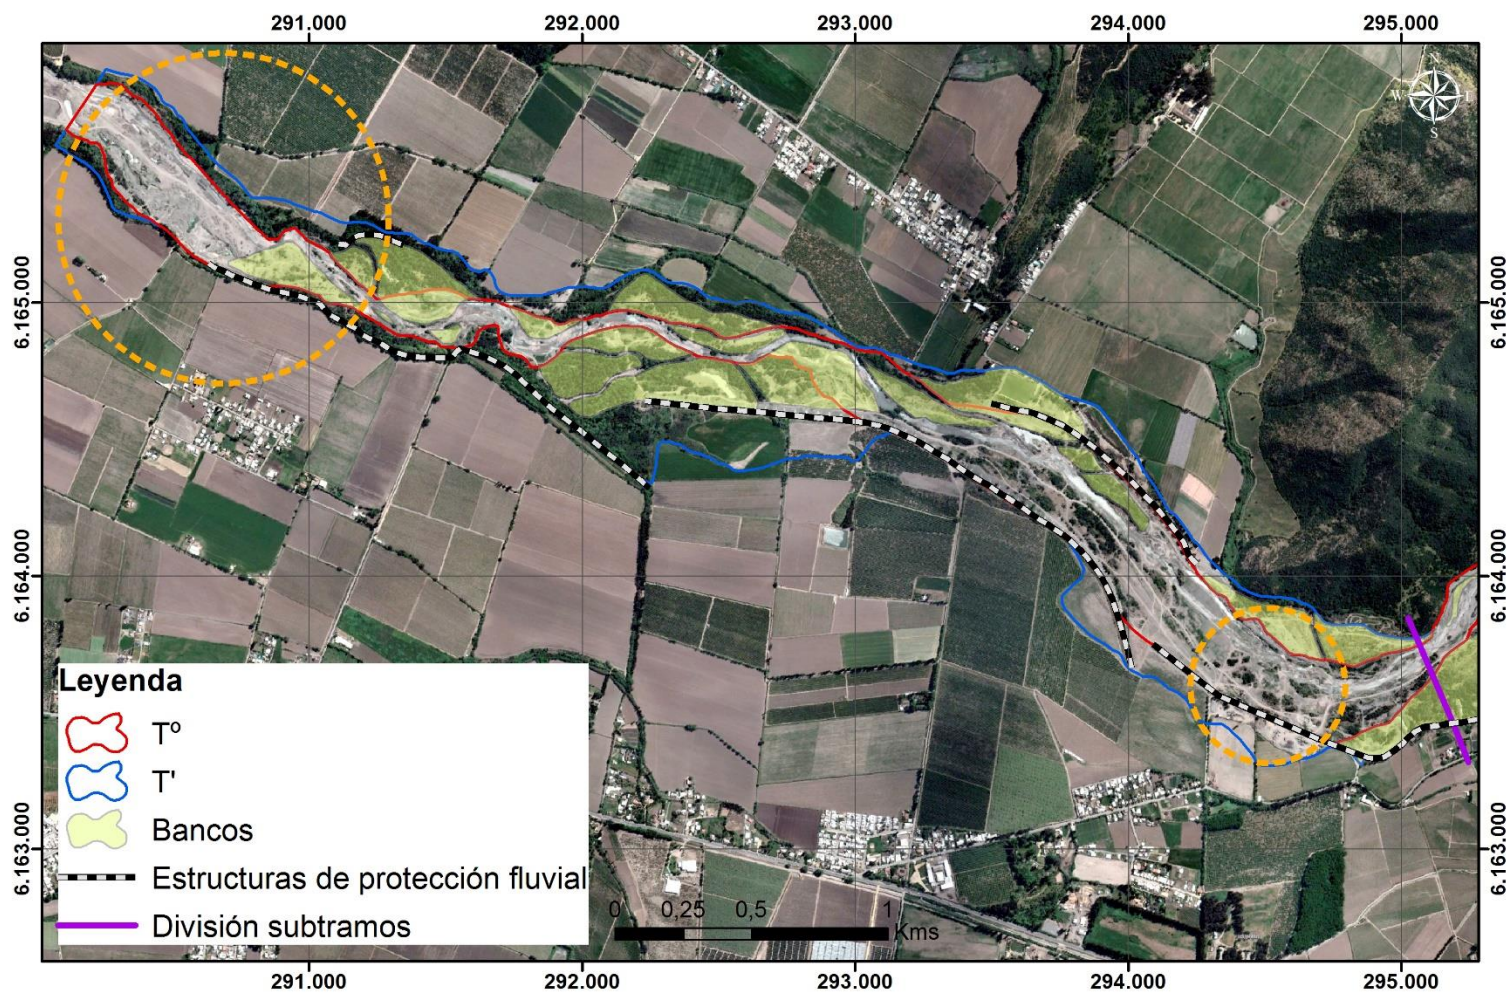 291.000 292.000 293.000 294.000 295.000
N
W E
S
6.165.000 6.165.000
6.164.000 6.164.000
6.163.000 6.163.000
Leyenda
Tº
T'
Bancos
Estructuras de protección fluvial
División subtramos
0 0,25 0,5 1
Kms
291.000 292.000 293.000 294.000 295.000